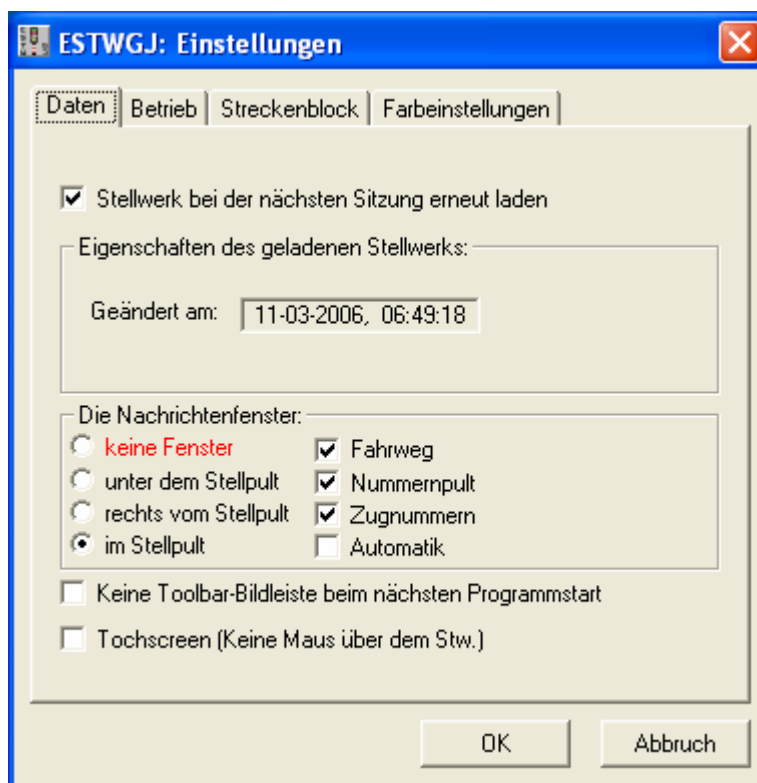 ESTWGJ: Einstellungen
Daten Betrieb Streckenblock Farbeinstellungen
Stellwerk bei der nächsten Sitzung erneut laden
Eigenschaften des geladenen Stellwerks:
Geändert am: 11-03-2006, 06:49:18
Die Nachrichtenfenster:
keine Fenster Fahrweg
unter dem Stellpult Nummernpult
rechts vom Stellpult Zugnummern
im Stellpult Automatik
Keine Toolbar-Bildleiste beim nächsten Programmstart
Tochscreen (Keine Maus über dem Stw.)
OK Abbruch